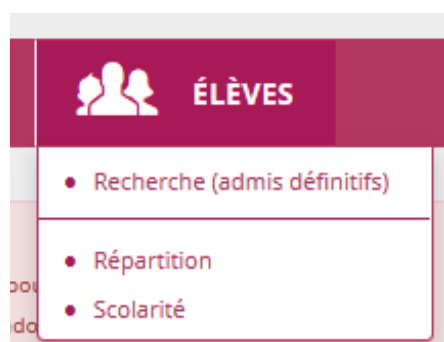 ÉLÈVES
Recherche (admis définitifs)
Répartition
Scolarité